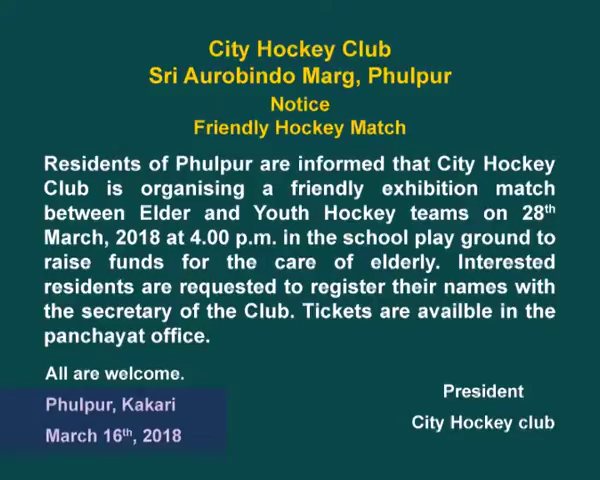 City Hockey Club
Sri Aurobindo Marg, Phulpur
Notice
Friendly Hockey Match
Residents of Phulpur are informed that City Hockey
Club is organising a friendly exhibition match
between Elder and Youth Hockey teams on 28th
March, 2018 at 4.00 p.m. in the school play ground to
raise funds for the care of elderly. Interested
residents are requested to register their names with
the secretary of the Club. Tickets are availble in the
panchayat office.
All are welcome.
Phulpur, Kakari
March 16th, 2018
President
City Hockey club